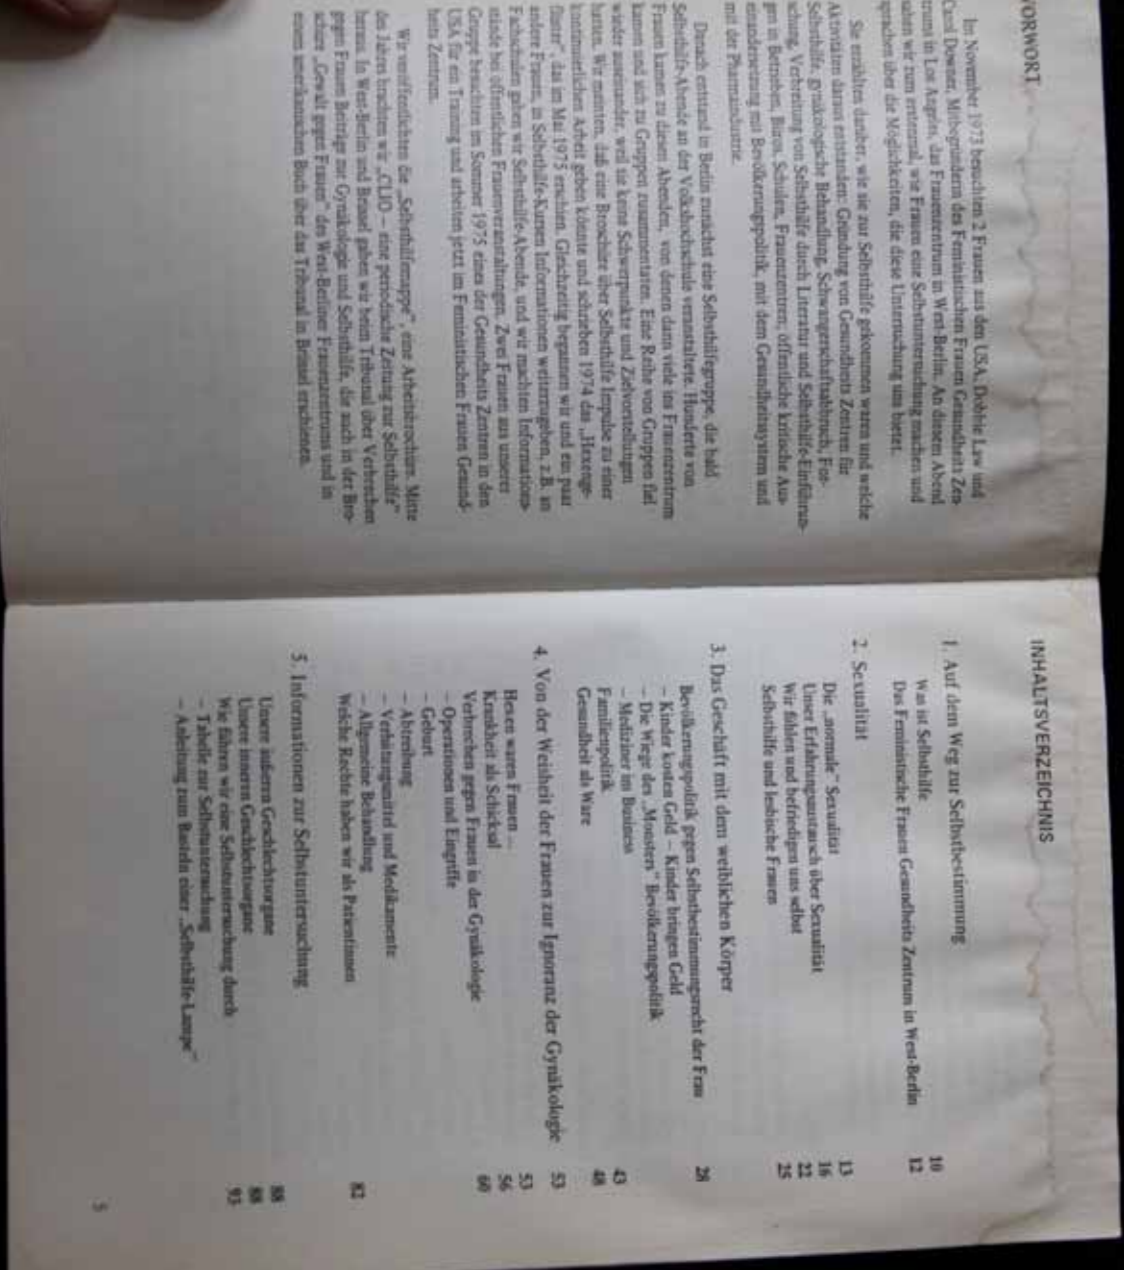 VORWORT
Im November 1973 besuchten 2 Frauen aus den USA, Debbie Law und
Carol Downer, Mitbegründerin des Feministischen Frauen Gesundheits Zen-
trums in Los Angeles, das Frauenzentrum in West-Berlin. An diesem Abend
sahen wir zum erstenmal, wie Frauen eine Selbstuntersuchung machen und
sprachen über die Möglichkeiten, die diese Untersuchung uns bietet.
Sie erzählten darüber, wie sie zur Selbsthilfe gekommen waren und welche
Aktivitäten daraus entstanden: Gründung von Gesundheits Zentren für
Selbsthilfe, gynäkologische Behandlung, Schwangerschaftsabbruch, For-
schung, Verbreitung von Selbsthilfe durch Literatur und Selbsthilfe-Einführun-
gen in Betrieben, Büros, Schulen, Frauenzentren; öffentliche kritische Aus-
einandersetzung mit Bevölkerungspolitik, mit dem Gesundheitssystem und
mit der Pharmaindustrie.
Danach entstand in Berlin zunächst eine Selbsthilfegruppe, die bald
Selbsthilfe-Abende an der Volkshochschule veranstaltete. Hunderte von
Frauen kamen zu diesen Abenden, von denen dann viele ins Frauenzentrum
kamen und sich zu Gruppen zusammentaten. Eine Reihe von Gruppen fiel
wieder auseinander, weil sie keine Schwerpunkte und Zielvorstellungen
hatten. Wir meinten, daß eine Broschüre über Selbsthilfe Impulse zu einer
kontinuierlichen Arbeit geben könnte und schrieben 1974 das „Hexenge-
flüster", das im Mai 1975 erschien. Gleichzeitig begannen wir und ein paar
andere Frauen, in Selbsthilfe-Kursen Informationen weiterzugeben, z.B. an
Fachschulen gaben wir Selbsthilfe-Abende, und wir machten Informations-
stände bei öffentlichen Frauenveranstaltungen. Zwei Frauen aus unserer
Gruppe besuchten im Sommer 1975 eines der Gesundheits Zentren in den
USA für ein Training und arbeiten jetzt im Feministischen Frauen Gesund-
heits Zentrum.
Wir veröffentlichten die „Selbsthilfemappe", eine Arbeitsbroschüre. Mitte
des Jahres brachten wir „CLIO – eine periodische Zeitung zur Selbsthilfe"
heraus. In West-Berlin und Brüssel gaben wir beim Tribunal über Verbrechen
gegen Frauen Beiträge zur Gynäkologie und Selbsthilfe, die auch in der Bro-
schüre „Gewalt gegen Frauen" des West-Berliner Frauenzentrums und in
einem amerikanischen Buch über das Tribunal in Brüssel erschienen.
INHALTSVERZEICHNIS
1. Auf dem Weg zur Selbstbestimmung
Was ist Selbsthilfe 10
Das Feministische Frauen Gesundheits Zentrum in West-Berlin 12
2. Sexualität
Die „normale" Sexualität 13
Unser Erfahrungsaustausch über Sexualität 16
Wir fühlen und befriedigen uns selbst 22
Selbsthilfe und lesbische Frauen 25
3. Das Geschäft mit dem weiblichen Körper
Bevölkerungspolitik gegen Selbstbestimmungsrecht der Frau 28
– Kinder kosten Geld – Kinder bringen Geld
– Die Wiege des „Monsters" Bevölkerungspolitik
– Mediziner im Business
Familienpolitik 43
Gesundheit als Ware 48
4. Von der Weisheit der Frauen zur Ignoranz der Gynäkologie 53
Hexen waren Frauen – 53
Krankheit als Schicksal 56
Verbrechen gegen Frauen in der Gynäkologie 60
– Operationen und Eingriffe
– Geburt
– Abtreibung
– Verhütungsmittel und Medikamente
– Allgemeine Behandlung
Welche Rechte haben wir als Patientinnen 82
5. Informationen zur Selbstuntersuchung
Unsere äußeren Geschlechtsorgane 88
Unsere inneren Geschlechtsorgane 88
Wie führen wir eine Selbstuntersuchung durch 93
– Tabelle zur Selbstuntersuchung
– Anleitung zum Basteln einer „Selbsthilfe-Lampe"
5